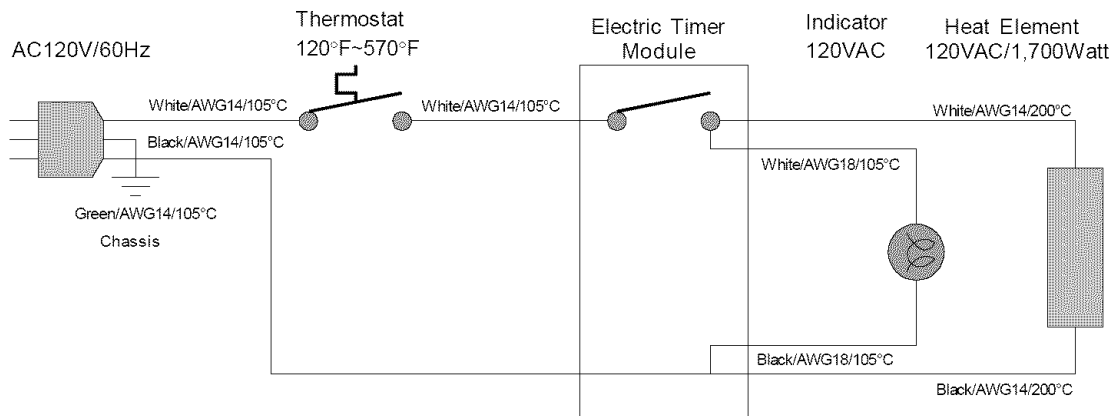 AC120V/60Hz
Thermostat
120°F~570°F
Electric Timer
Module
Indicator
120VAC
Heat Element
120VAC/1,700Watt
White/AWG14/105°C
White/AWG14/105°C
White/AWG14/200°C
Black/AWG14/105°C
White/AWG18/105°C
Green/AWG14/105°C
Chassis
Black/AWG18/105°C
Black/AWG14/200°C